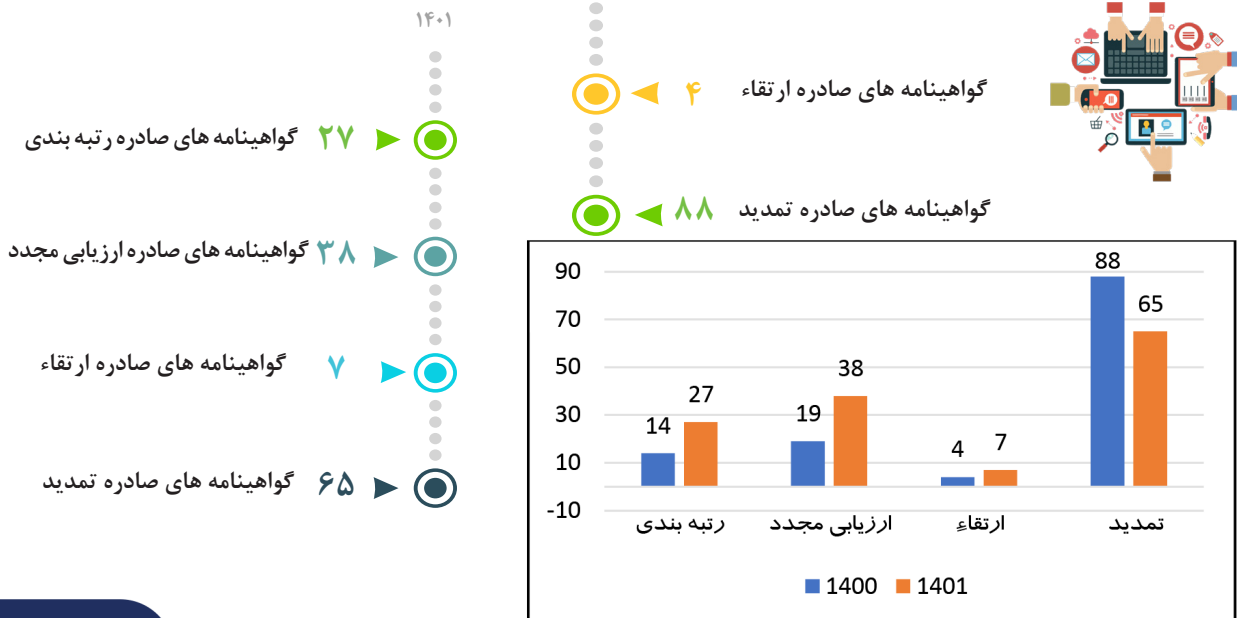 گواهینامه های صادره ارتقاء ۴
گواهینامه های صادره تمدید ۸۸
۱۴۰۱
۲۷ گواهینامه های صادره رتبه بندی
۳۸ گواهینامه های صادره ارزیابی مجدد
۷ گواهینامه های صادره ارتقاء
۶۵ گواهینامه های صادره تمدید
90
70
50
30
10
-10
14
27
19
38
4
7
88
65
رتبه بندی
ارزیابی مجدد
ارتقاءِ
تمدید
1400
1401